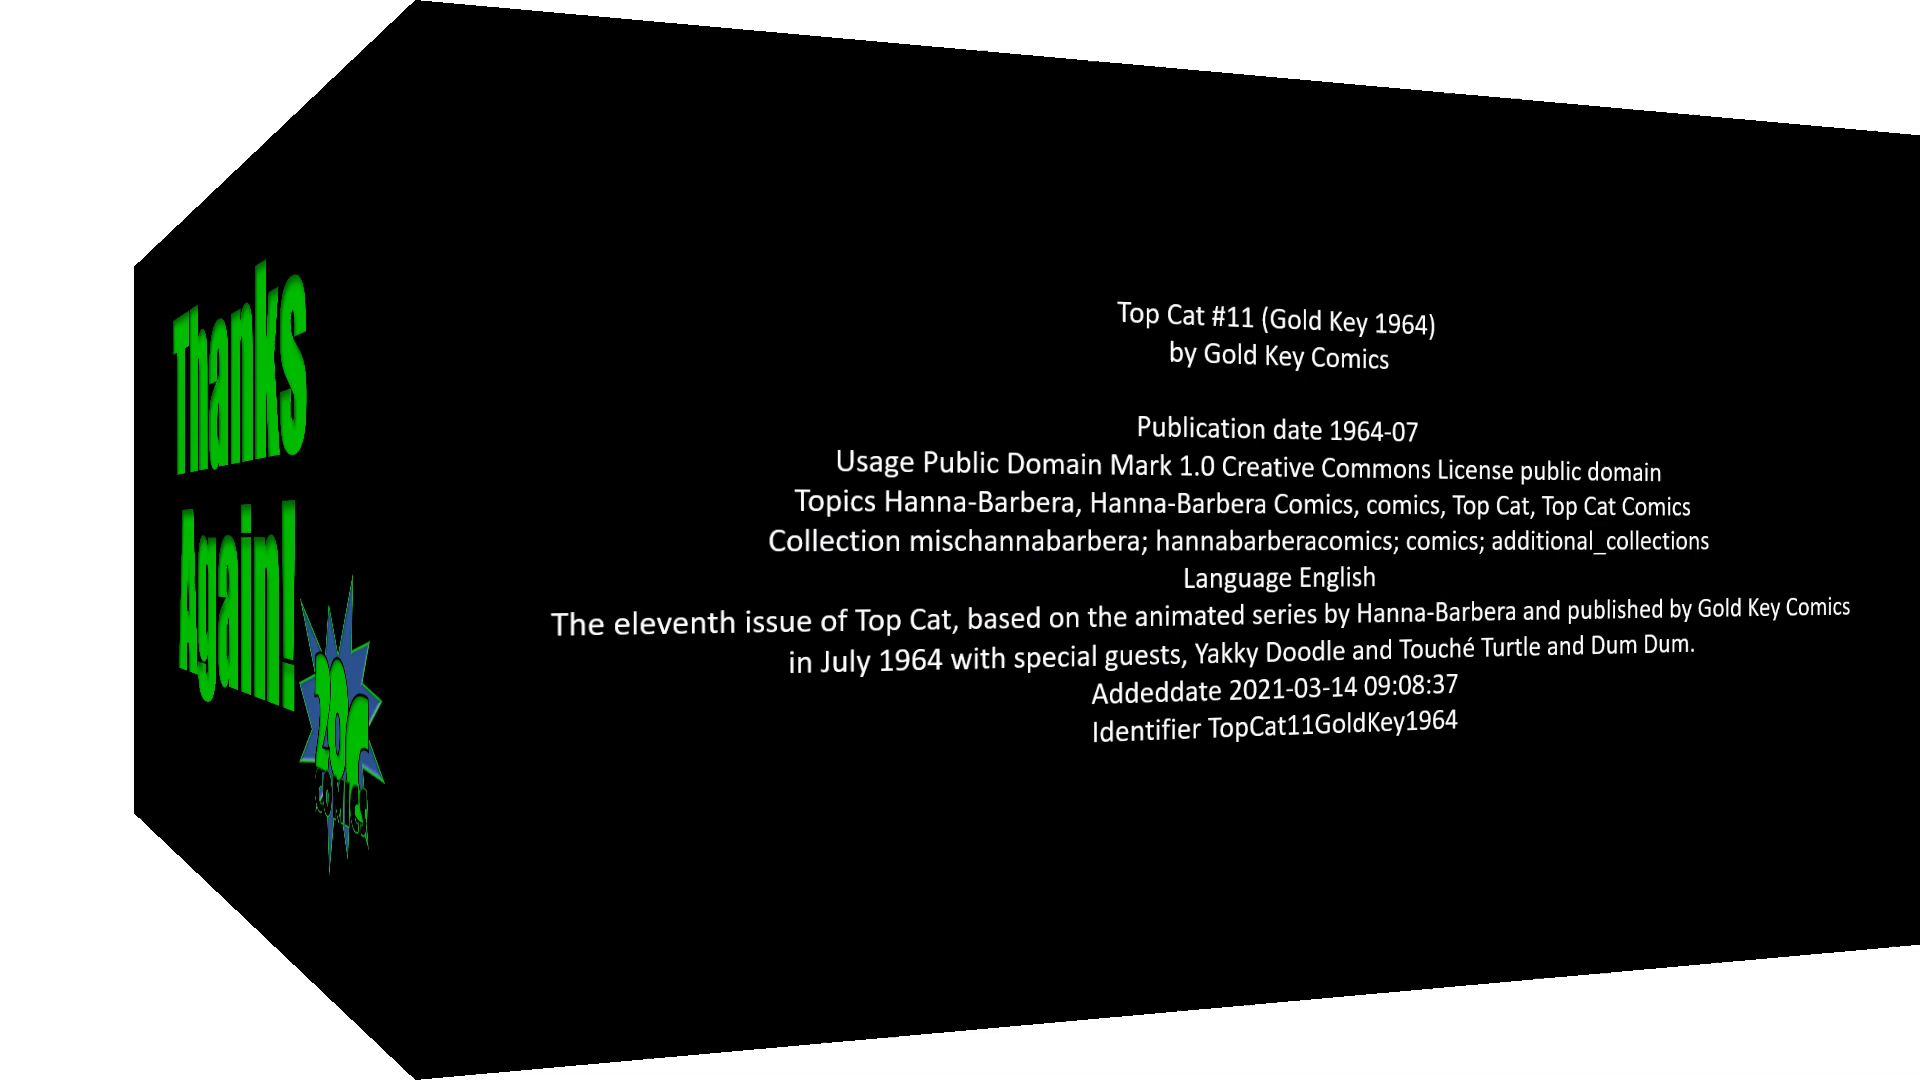 Thanks
Again!
Top Cat #11 (Gold Key 1964)
by Gold Key Comics
Publication date 1964-07
Usage Public Domain Mark 1.0 Creative Commons License public domain
Topics Hanna-Barbera, Hanna-Barbera Comics, comics, Top Cat, Top Cat Comics
Collection mischannabarbera; hannabarberacomics; comics; additional_collections
Language English
The eleventh issue of Top Cat, based on the animated series by Hanna-Barbera and published by Gold Key Comics
in July 1964 with special guests, Yakky Doodle and Touché Turtle and Dum Dum.
Addeddate 2021-03-14 09:08:37
Identifier TopCat11GoldKey1964